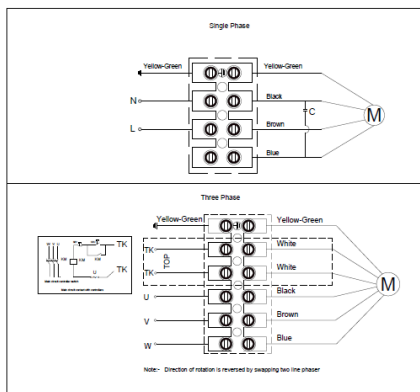 Single Phase
Yellow-Green Yellow-Green
N Black
C
M
L Brown
Blue
Three Phase
Yellow-Green Yellow-Green
TK TK White
TOP
TK TK White
M
U Black
V Brown
W Blue
Note:- Direction of rotation is reversed by swapping two line phaser